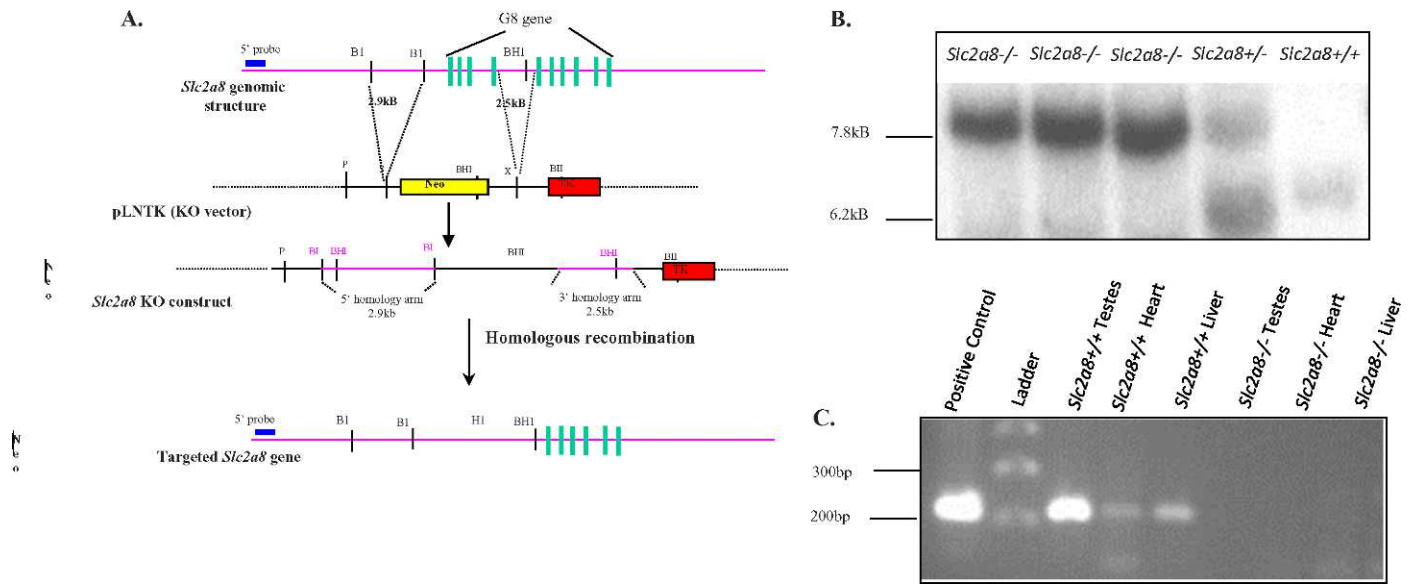 A.
G8 gene
5' probe
B1
B1
BH1
Slc2a8 genomic
structure
2.9kB
2.5kB
P
BHI
X
BII
Neo
pLNTK (KO vector)
P
BI
BHI
BI
BHI
BHI
BII
TK
Neo
Slc2a8 KO construct
5' homology arm
2.9kb
3' homology arm
2.5kb
Homologous recombination
5' probe
B1
B1
H1
BH1
Neo
Targeted Slc2a8 gene
B.
Slc2a8-/-
Slc2a8-/-
Slc2a8-/-
Slc2a8+/-
Slc2a8+/+
7.8kB
6.2kB
Positive Control
Ladder
Slc2a8+/+ Testes
Slc2a8+/+ Heart
Slc2a8+/+ Liver
Slc2a8-/- Testes
Slc2a8-/- Heart
Slc2a8-/- Liver
C.
300bp
200bp